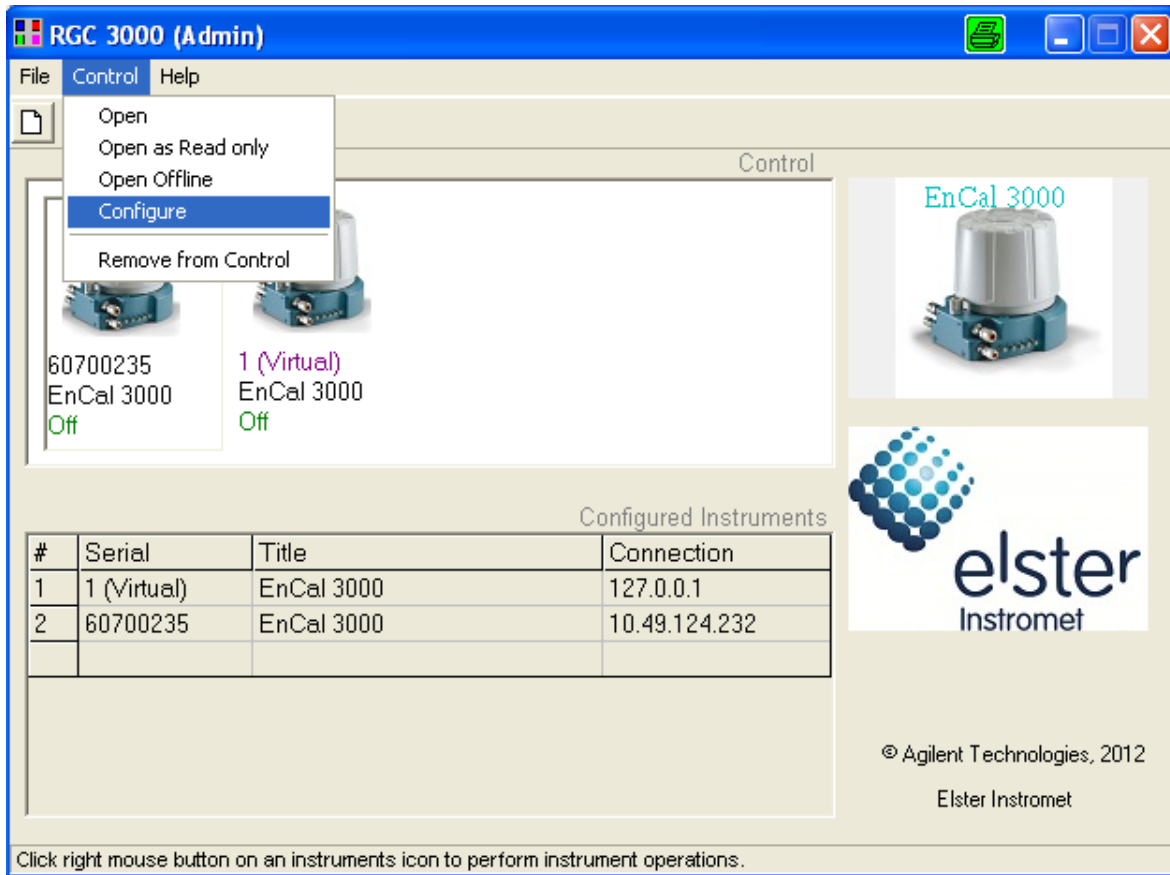 RGC 3000 (Admin)
File Control Help
Open
Open as Read only
Open Offline
Configure
Remove from Control
Control
60700235
EnCal 3000
Off
1 (Virtual)
EnCal 3000
Off
EnCal 3000
elster
Instromet
Configured Instruments
# Serial Title Connection
1 1 (Virtual) EnCal 3000 127.0.0.1
2 60700235 EnCal 3000 10.49.124.232
© Agilent Technologies, 2012
Elster Instromet
Click right mouse button on an instruments icon to perform instrument operations.